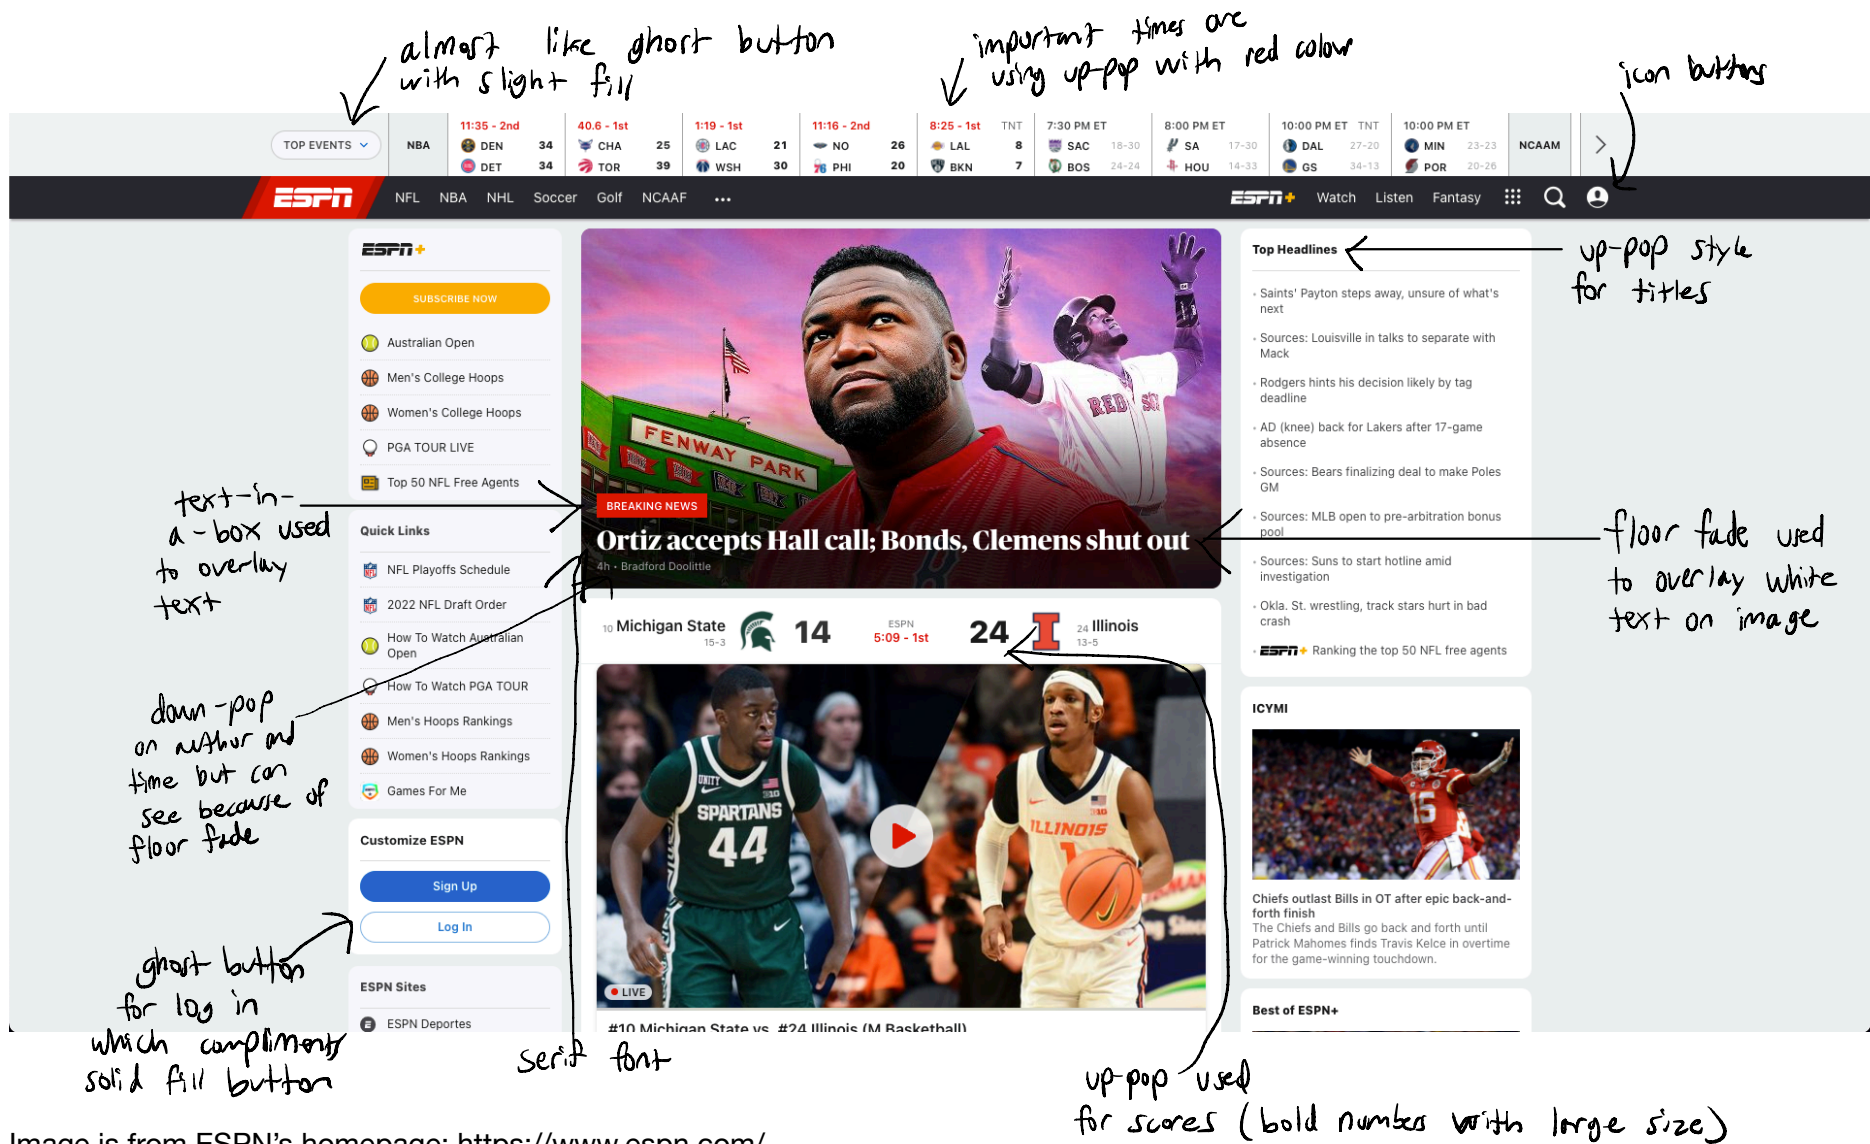 almost like ghost button
with slight fill
important times are
using up-pop with red colour
icon buttons
TOP EVENTS
NBA
11:35 - 2nd
DEN 34
DET 34
40.6 - 1st
CHA 25
TOR 39
1:19 - 1st
LAC 21
WSH 30
11:16 - 2nd
NO 26
PHI 20
8:25 - 1st TNT
LAL 8
BKN 7
7:30 PM ET
SAC 18-30
BOS 24-24
8:00 PM ET
SA 17-30
HOU 14-33
10:00 PM ET TNT
DAL 27-20
GS 34-13
10:00 PM ET
MIN 23-23
POR 20-26
NCAAM
ESPN NFL NBA NHL Soccer Golf NCAAF ... ESPN+ Watch Listen Fantasy
ESPN+
SUBSCRIBE NOW
Australian Open
Men's College Hoops
Women's College Hoops
PGA TOUR LIVE
Top 50 NFL Free Agents
Quick Links
NFL Playoffs Schedule
2022 NFL Draft Order
How To Watch Australian
Open
How To Watch PGA TOUR
Men's Hoops Rankings
Women's Hoops Rankings
Games For Me
Customize ESPN
Sign Up
Log In
ESPN Sites
ESPN Deportes
text-in-
a-box used
to overlay
text
down-pop
on author and
time but can
see because of
floor fade
ghost button
for log in
which compliments
solid fill button
FENWAY PARK
RED SOX
BREAKING NEWS
Ortiz accepts Hall call; Bonds, Clemens shut out
4h • Bradford Doolittle
10 Michigan State
15-3
14
ESPN
5:09 - 1st
24
24 Illinois
13-5
UNITY
SPARTANS
44
ILLINOIS
1
LIVE
#10 Michigan State vs. #24 Illinois (M Basketball)
serif font
Top Headlines
Saints' Payton steps away, unsure of what's
next
Sources: Louisville in talks to separate with
Mack
Rodgers hints his decision likely by tag
deadline
AD (knee) back for Lakers after 17-game
absence
Sources: Bears finalizing deal to make Poles
GM
Sources: MLB open to pre-arbitration bonus
pool
Sources: Suns to start hotline amid
investigation
Okla. St. wrestling, track stars hurt in bad
crash
ESPN+ Ranking the top 50 NFL free agents
ICYMI
15
Chiefs outlast Bills in OT after epic back-and-
forth finish
The Chiefs and Bills go back and forth until
Patrick Mahomes finds Travis Kelce in overtime
for the game-winning touchdown.
Best of ESPN+
up-pop style
for titles
floor fade used
to overlay white
text on image
up-pop used
for scores (bold numbers with large size)
Image is from ESPN's homepage: https://www.espn.com/